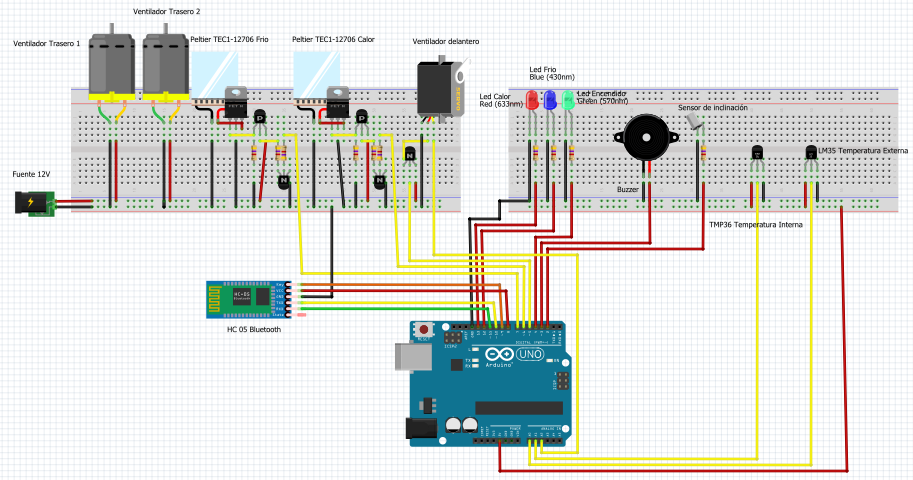 Ventilador Trasero 2
Ventilador Trasero 1
Peltier TEC1-12706 Frio
Peltier TEC1-12706 Calor
Ventilador delantero
Led Frio
Blue (430nm)
Led Calor
Red (633nm)
Led Encendido
Green (570nm)
Sensor de inclinación
LM35 Temperatura Externa
Fuente 12V
Buzzer
TMP36 Temperatura Interna
HC-05
HC 05 Bluetooth
RESET
ICSP2
DIGITAL (PWM~)
UNO
Arduino
TX
RX
ON
ICSP
POWER
ANALOG IN